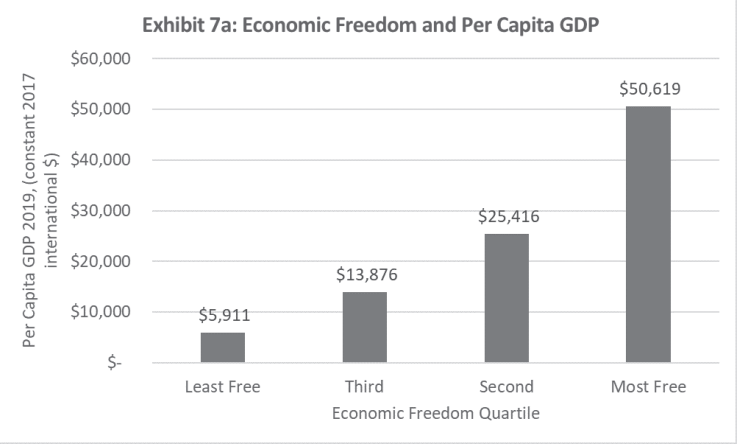 Exhibit 7a: Economic Freedom and Per Capita GDP
Per Capita GDP 2019, (constant 2017
international $)
$60,000
$50,000
$40,000
$30,000
$20,000
$10,000
$-
$5,911
$13,876
$25,416
$50,619
Least Free
Third
Second
Most Free
Economic Freedom Quartile